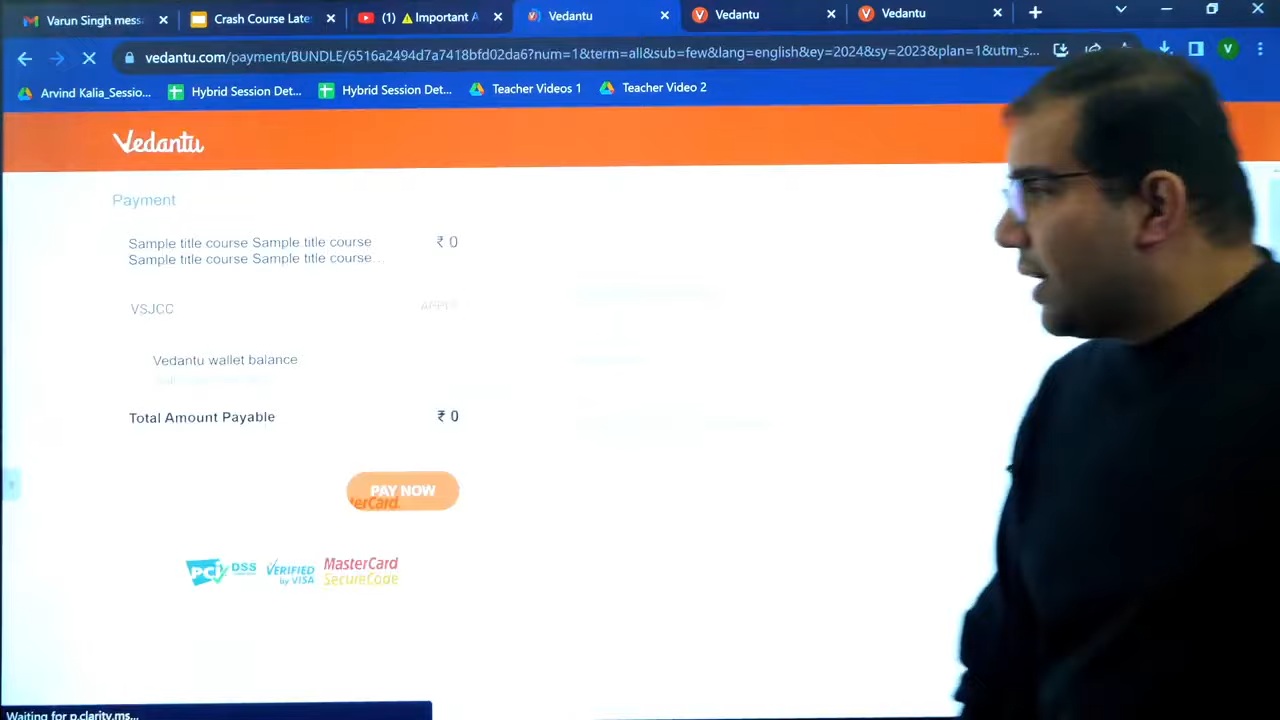 Varun Singh mess
Crash Course Late
(1) ⚠Important A
Vedantu
Vedantu
Vedantu
vedantu.com/payment/BUNDLE/6516a2494d7a7418bfd02da6?num=1&term=all&sub=few&lang=english&ey=2024&sy=2023&plan=1&utm_s...
V
Arvind Kalia_Sessio...
Hybrid Session Det...
Hybrid Session Det...
Teacher Videos 1
Teacher Video 2
Vedantu
Payment
Sample title course Sample title course
₹ 0
Sample title course Sample title course...
VSJCC
APPLY
Vedantu wallet balance
Total Amount Payable
₹ 0
PAY NOW
terCard.
PCI DSS
VERIFIED
by VISA
MasterCard
SecureCode
Waiting for p.clarity.ms...